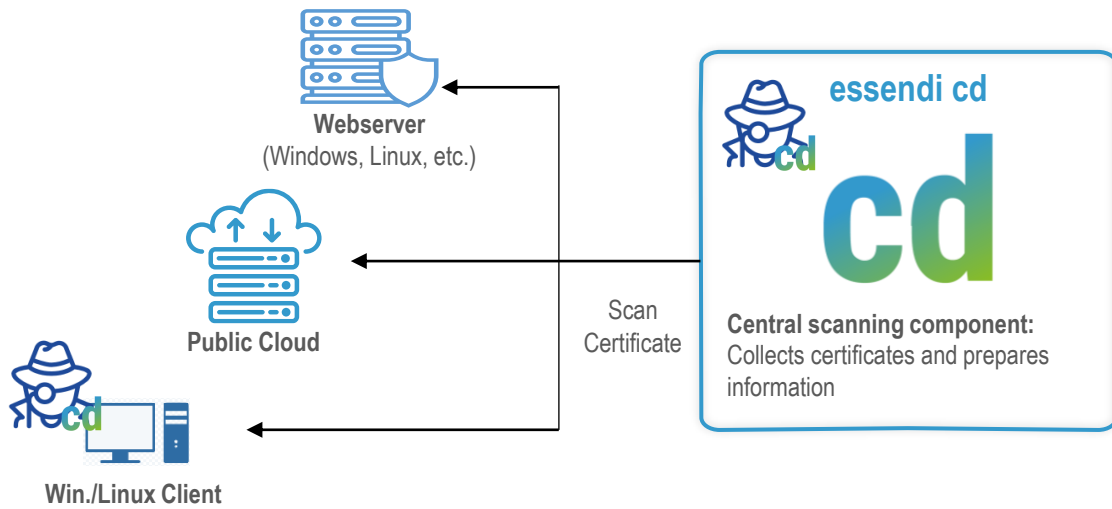 Webserver
(Windows, Linux, etc.)
Public Cloud
cd
Win./Linux Client
Scan
Certificate
essendi cd
cd
cd
Central scanning component:
Collects certificates and prepares
information